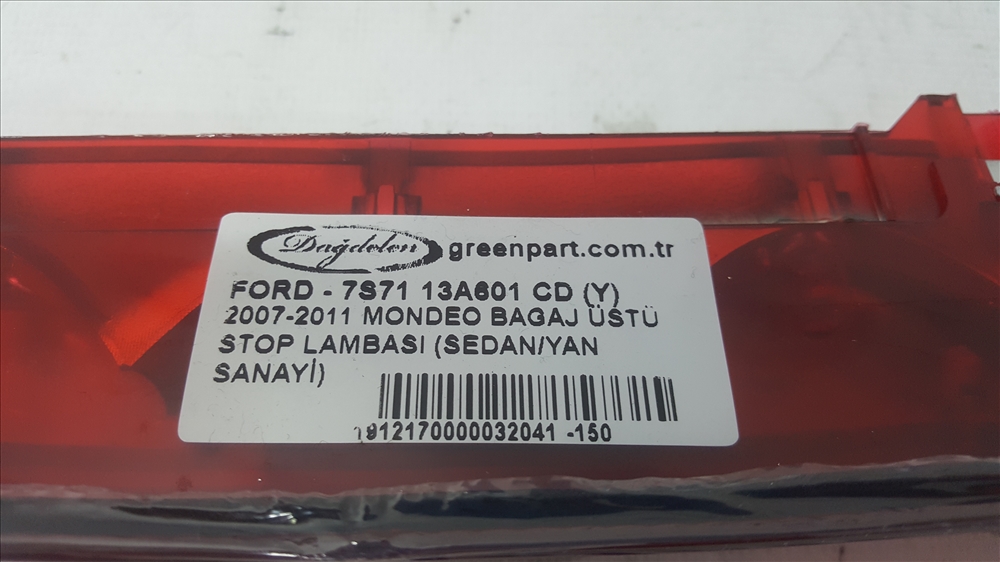 Dağdelen greenpart.com.tr
FORD - 7S71 13A601 CD (Y)
2007-2011 MONDEO BAGAJ ÜSTÜ
STOP LAMBASI (SEDAN/YAN
SANAYİ)
1912170000032041 -150